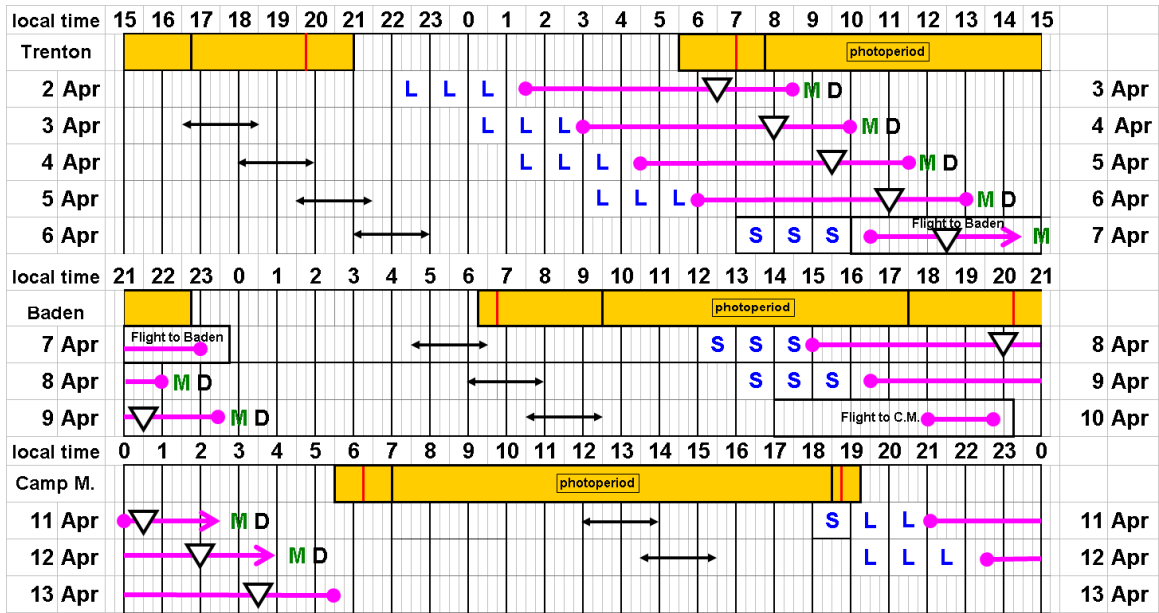 local time 15 16 17 18 19 20 21 22 23 0 1 2 3 4 5 6 7 8 9 10 11 12 13 14 15
Trenton photoperiod
2 Apr L L L M D 3 Apr
3 Apr L L L M D 4 Apr
4 Apr L L L M D 5 Apr
5 Apr L L L M D 6 Apr
6 Apr S S S Flight to Baden M 7 Apr
local time 21 22 23 0 1 2 3 4 5 6 7 8 9 10 11 12 13 14 15 16 17 18 19 20 21
Baden photoperiod
7 Apr Flight to Baden S S S 8 Apr
8 Apr M D S S S 9 Apr
9 Apr M D Flight to C.M. 10 Apr
local time 0 1 2 3 4 5 6 7 8 9 10 11 12 13 14 15 16 17 18 19 20 21 22 23 0
Camp M. photoperiod
11 Apr M D S L L 11 Apr
12 Apr M D L L L 12 Apr
13 Apr 13 Apr